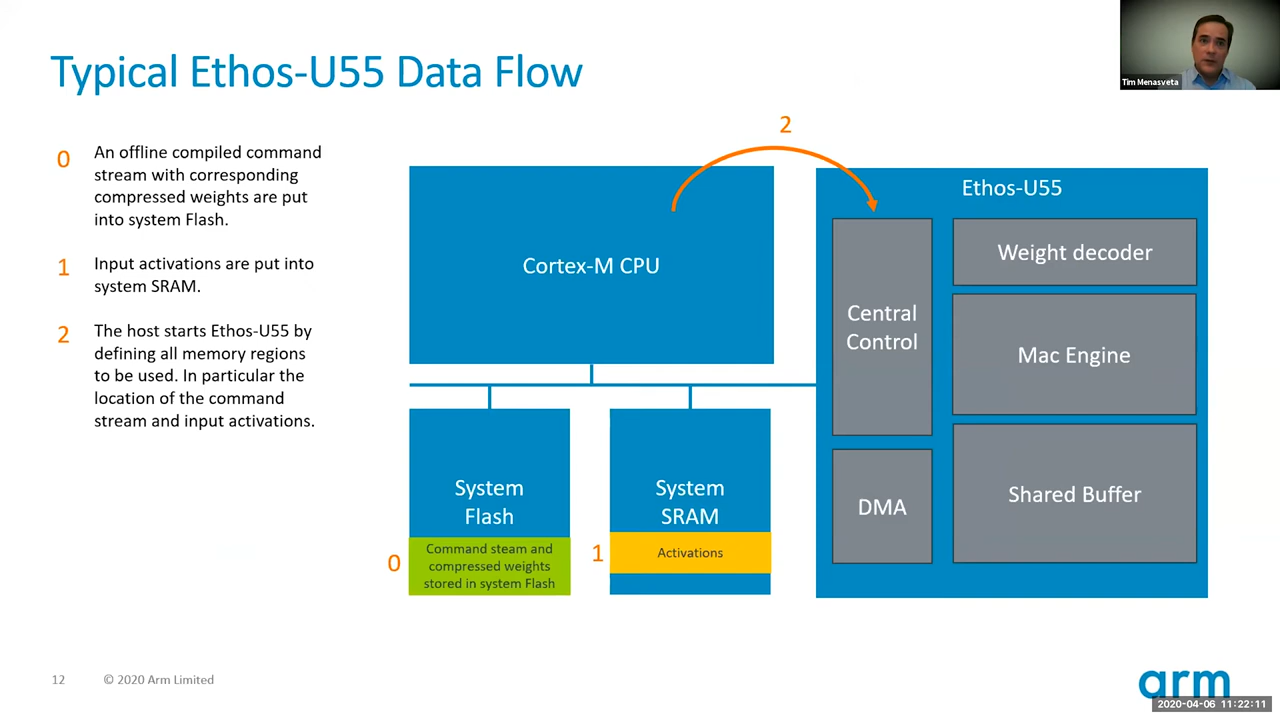 Typical Ethos-U55 Data Flow
Tim Menasveta
0 An offline compiled command
stream with corresponding
compressed weights are put
into system Flash.
1 Input activations are put into
system SRAM.
2 The host starts Ethos-U55 by
defining all memory regions
to be used. In particular the
location of the command
stream and input activations.
2
Cortex-M CPU
Ethos-U55
Central
Control
Weight decoder
Mac Engine
DMA
Shared Buffer
System
Flash
0
Command steam and
compressed weights
stored in system Flash
System
SRAM
1
Activations
12
© 2020 Arm Limited
arm
2020-04-06 11:22:11